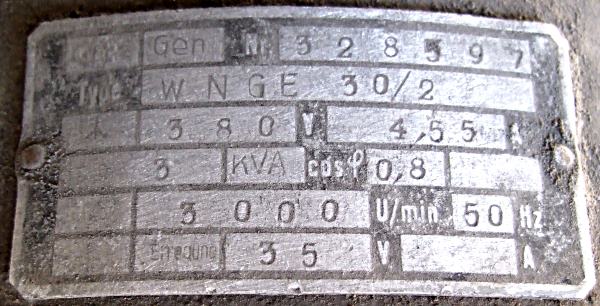 Gen N 328597
Type WNGE 30/2
380 V 4,55 A
3 KVA cos φ 0,8
3000 U/min 50 Hz
Erregung 35 V A